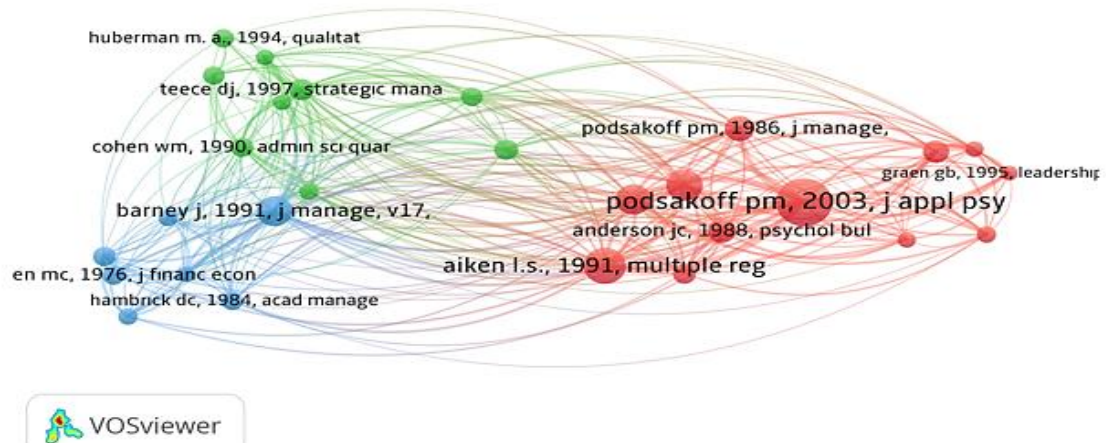 huberman m. a., 1994, qualitat
teece dj, 1997, strategic mana
cohen wm, 1990, admin sci quar
podsakoff pm, 1986, j manage,
graen gb, 1995, leadership
barney j, 1991, j manage, v17,
podsakoff pm, 2003, j appl psy
anderson jc, 1988, psychol bul
en mc, 1976, j financ econ
aiken l.s., 1991, multiple reg
hambrick dc, 1984, acad manage
VOSviewer